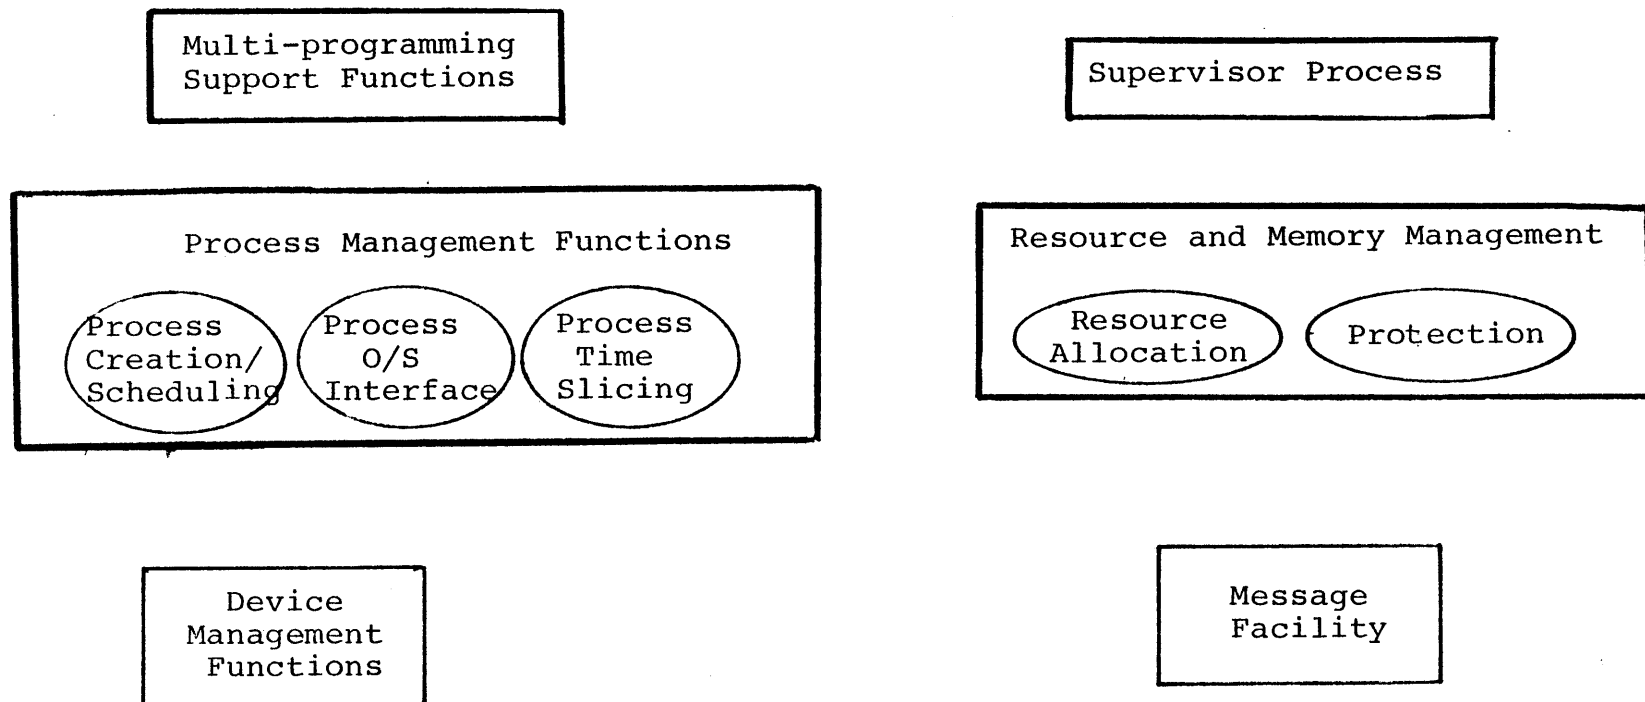 Multi-programming
Support Functions
Supervisor Process
Process Management Functions
Process
Creation/
Scheduling
Process
O/S
Interface
Process
Time
Slicing
Resource and Memory Management
Resource
Allocation
Protection
Device
Management
Functions
Message
Facility